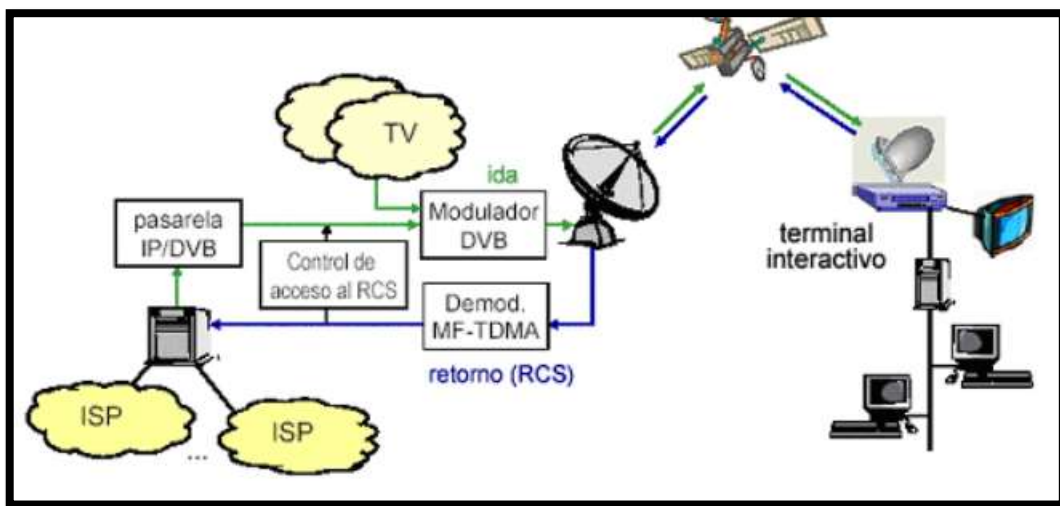 TV
ida
pasarela
IP/DVB
Modulador
DVB
Control de
acceso al RCS
Demod.
MF-TDMA
retorno (RCS)
terminal
interactivo
ISP
...
ISP